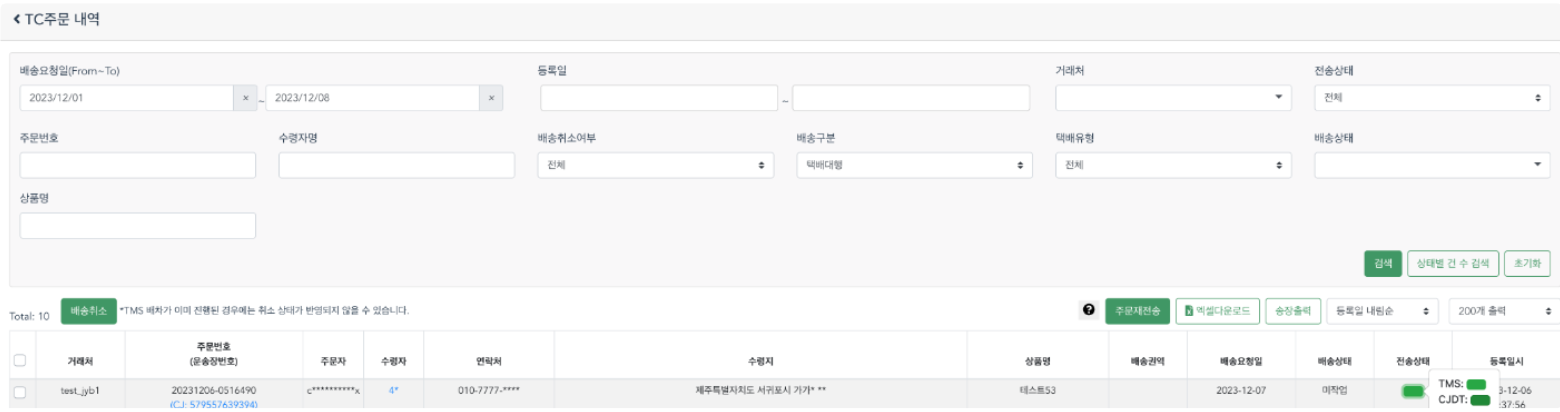 TC주문 내역
배송요청일(From~To) 등록일 거래처 전송상태
2023/12/01 × ~ 2023/12/08 × ~ 전체
주문번호 수령자명 배송취소여부 배송구분 택배유형 배송상태
전체 택배대행 전체
상품명
검색 상태별 건 수 검색 초기화
Total: 10 배송취소 *TMS 배차가 이미 진행된 경우에는 취소 상태가 반영되지 않을 수 있습니다. ? 주문재전송 엑셀다운로드 송장출력 등록일 내림순 200개 출력
거래처 주문번호 주문자 수령자 연락처 수령지 상품명 배송권역 배송요청일 배송상태 전송상태 등록일시
(운송장번호)
test_jyb1 20231206-0516490 c**********x 4* 010-7777-**** 제주특별자치도 서귀포시 가가* ** 테스트53 2023-12-07 미작업 TMS: 3-12-06
(CJ: 579557639394) CJDT: :37:56